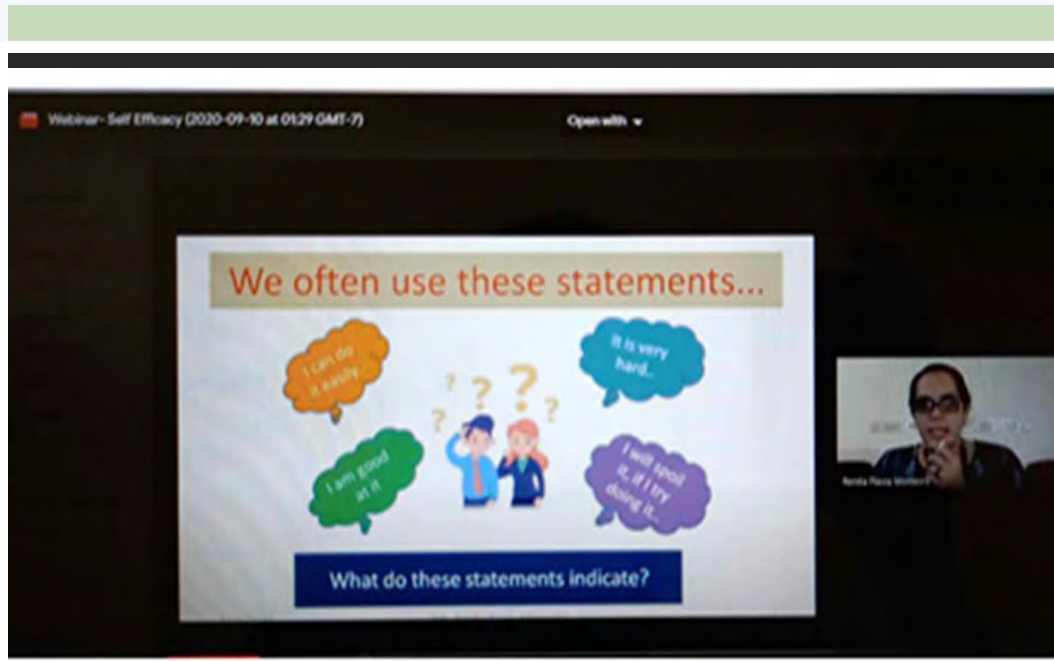 Webinar- Self Efficacy (2020-09-10 at 01:29 GMT-7)
Open with
We often use these statements...
I can do
it easily..
It is very
hard..
I am good
at it
I will spoil
it, if I try
doing it..
What do these statements indicate?